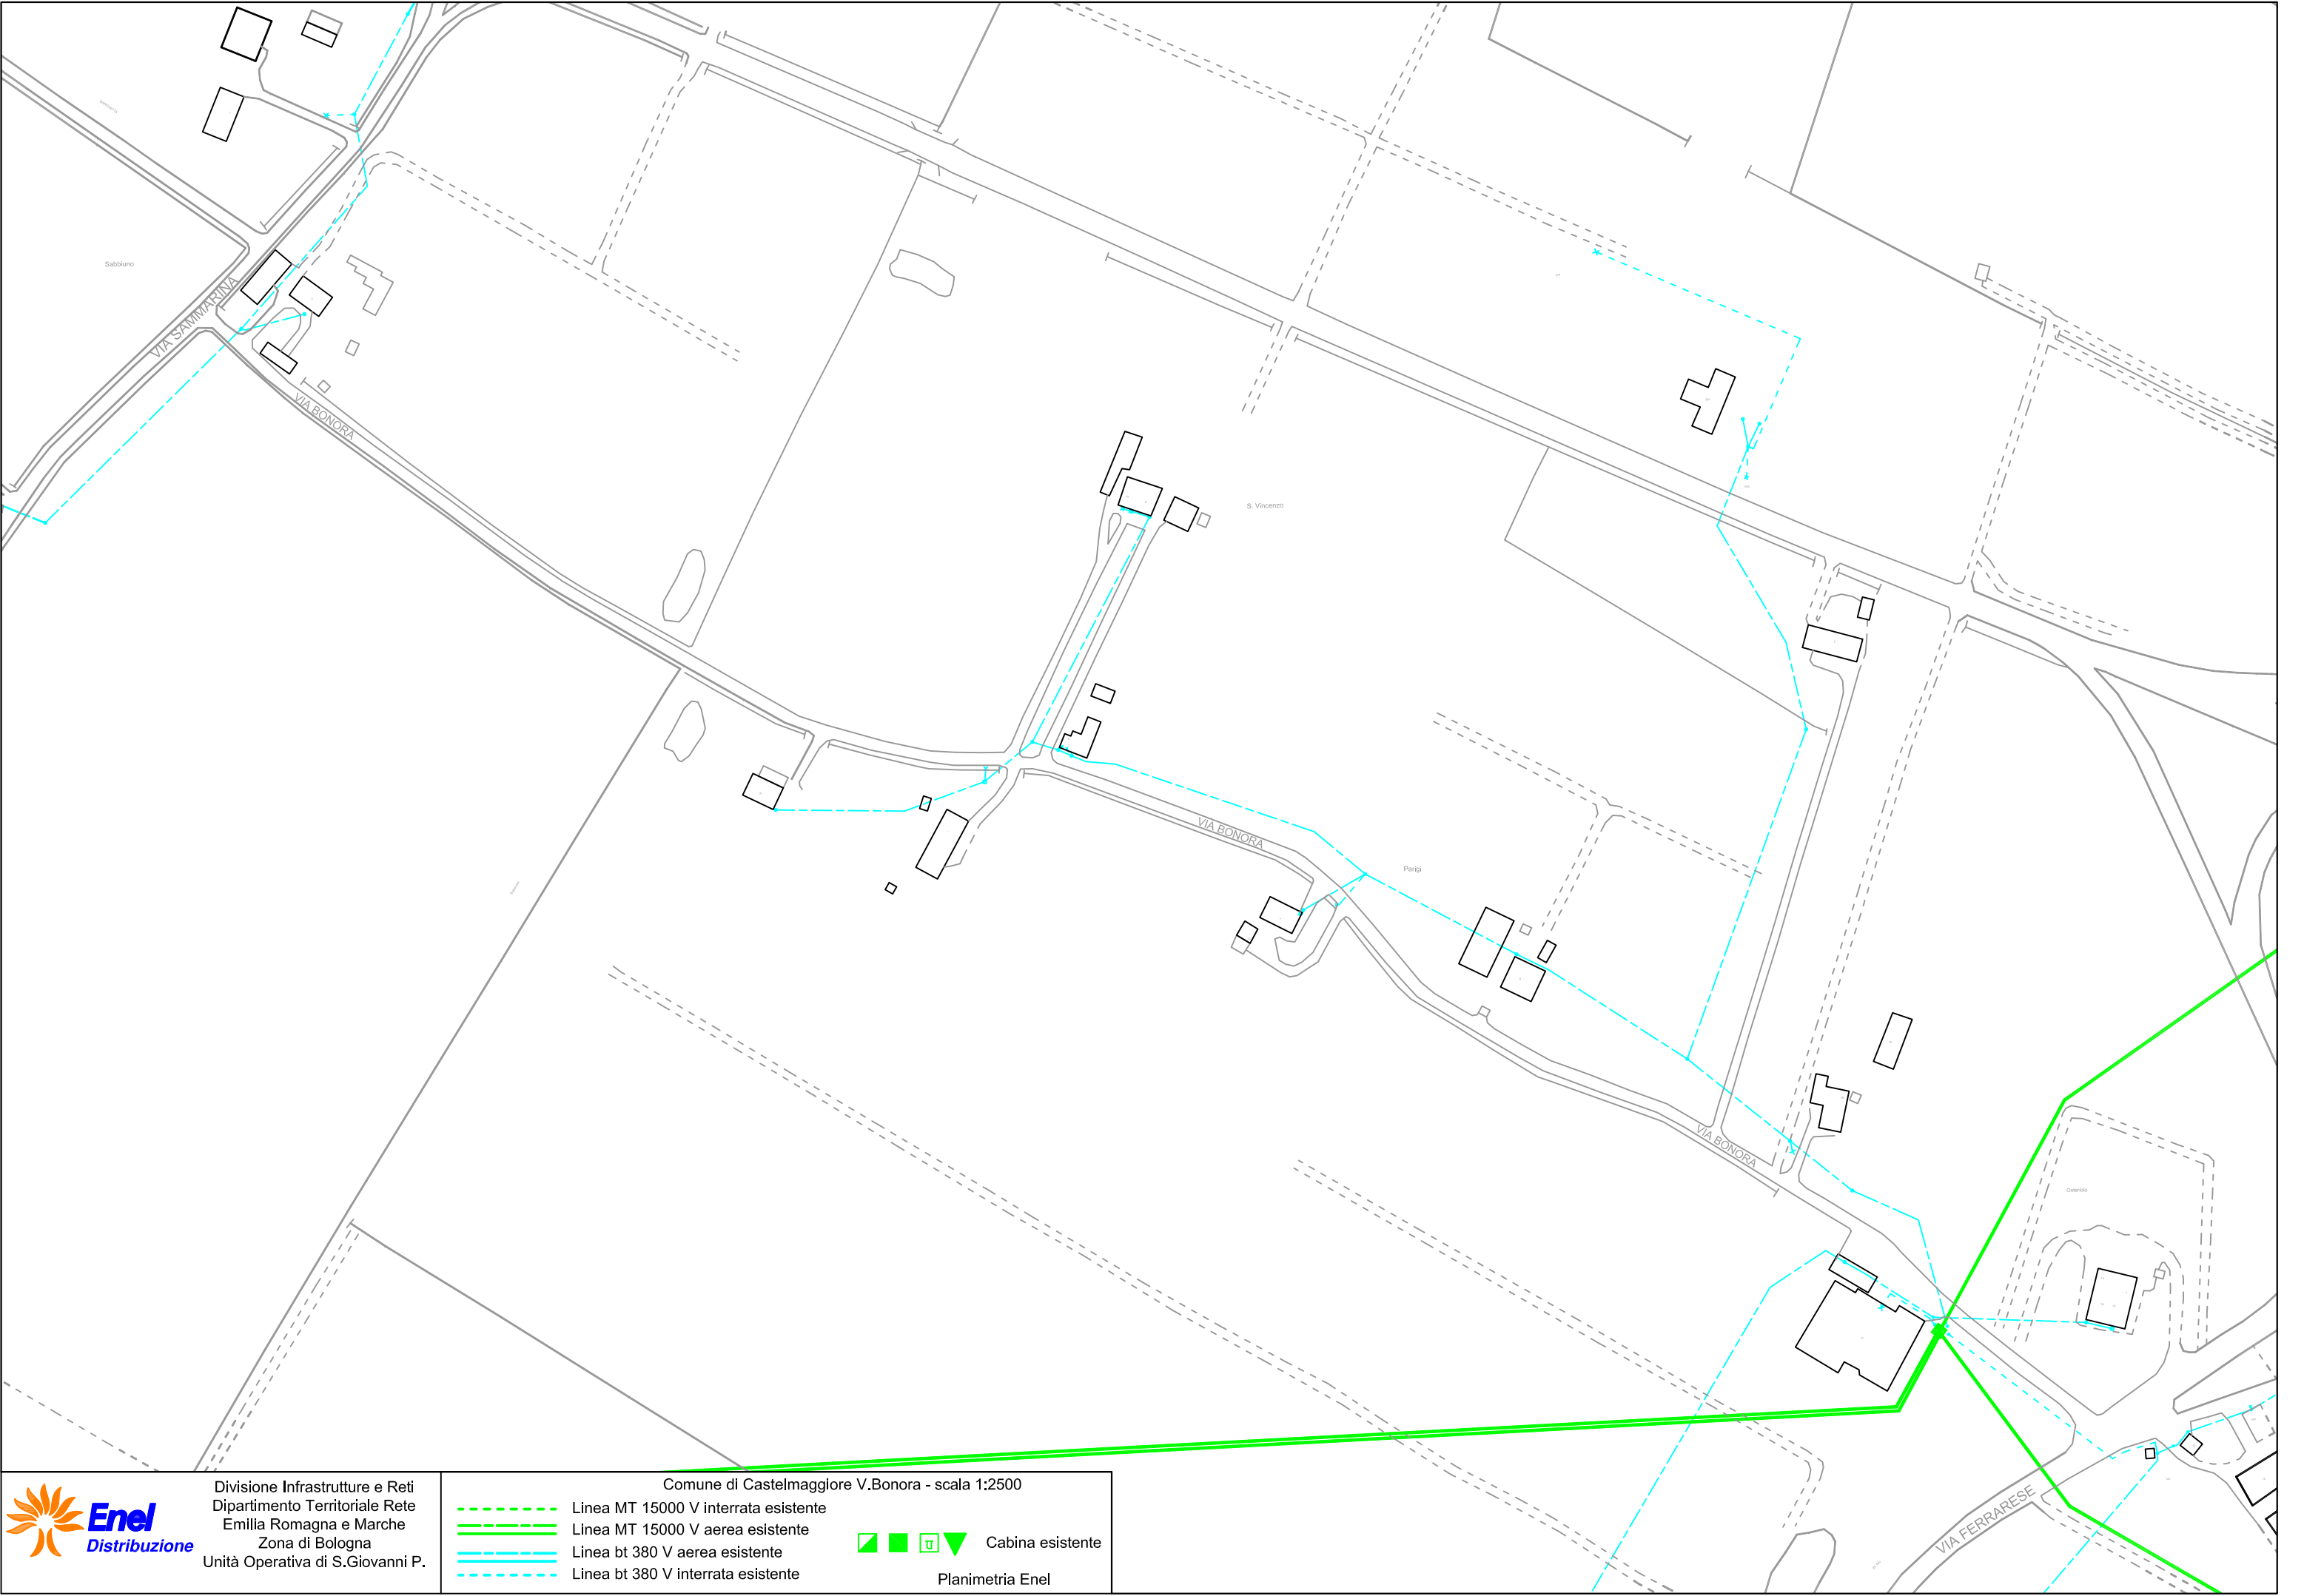 Sabbiuno
VIA SAMMARINA
VIA BONORA
S. Vincenzo
VIA BONORA
Parigi
VIA BONORA
VIA FERRARESE
Enel
Distribuzione
Divisione Infrastrutture e Reti
Dipartimento Territoriale Rete
Emilia Romagna e Marche
Zona di Bologna
Unità Operativa di S.Giovanni P.
Comune di Castelmaggiore V.Bonora - scala 1:2500
Linea MT 15000 V interrata esistente
Linea MT 15000 V aerea esistente
Linea bt 380 V aerea esistente
Linea bt 380 V interrata esistente
Cabina esistente
Planimetria Enel